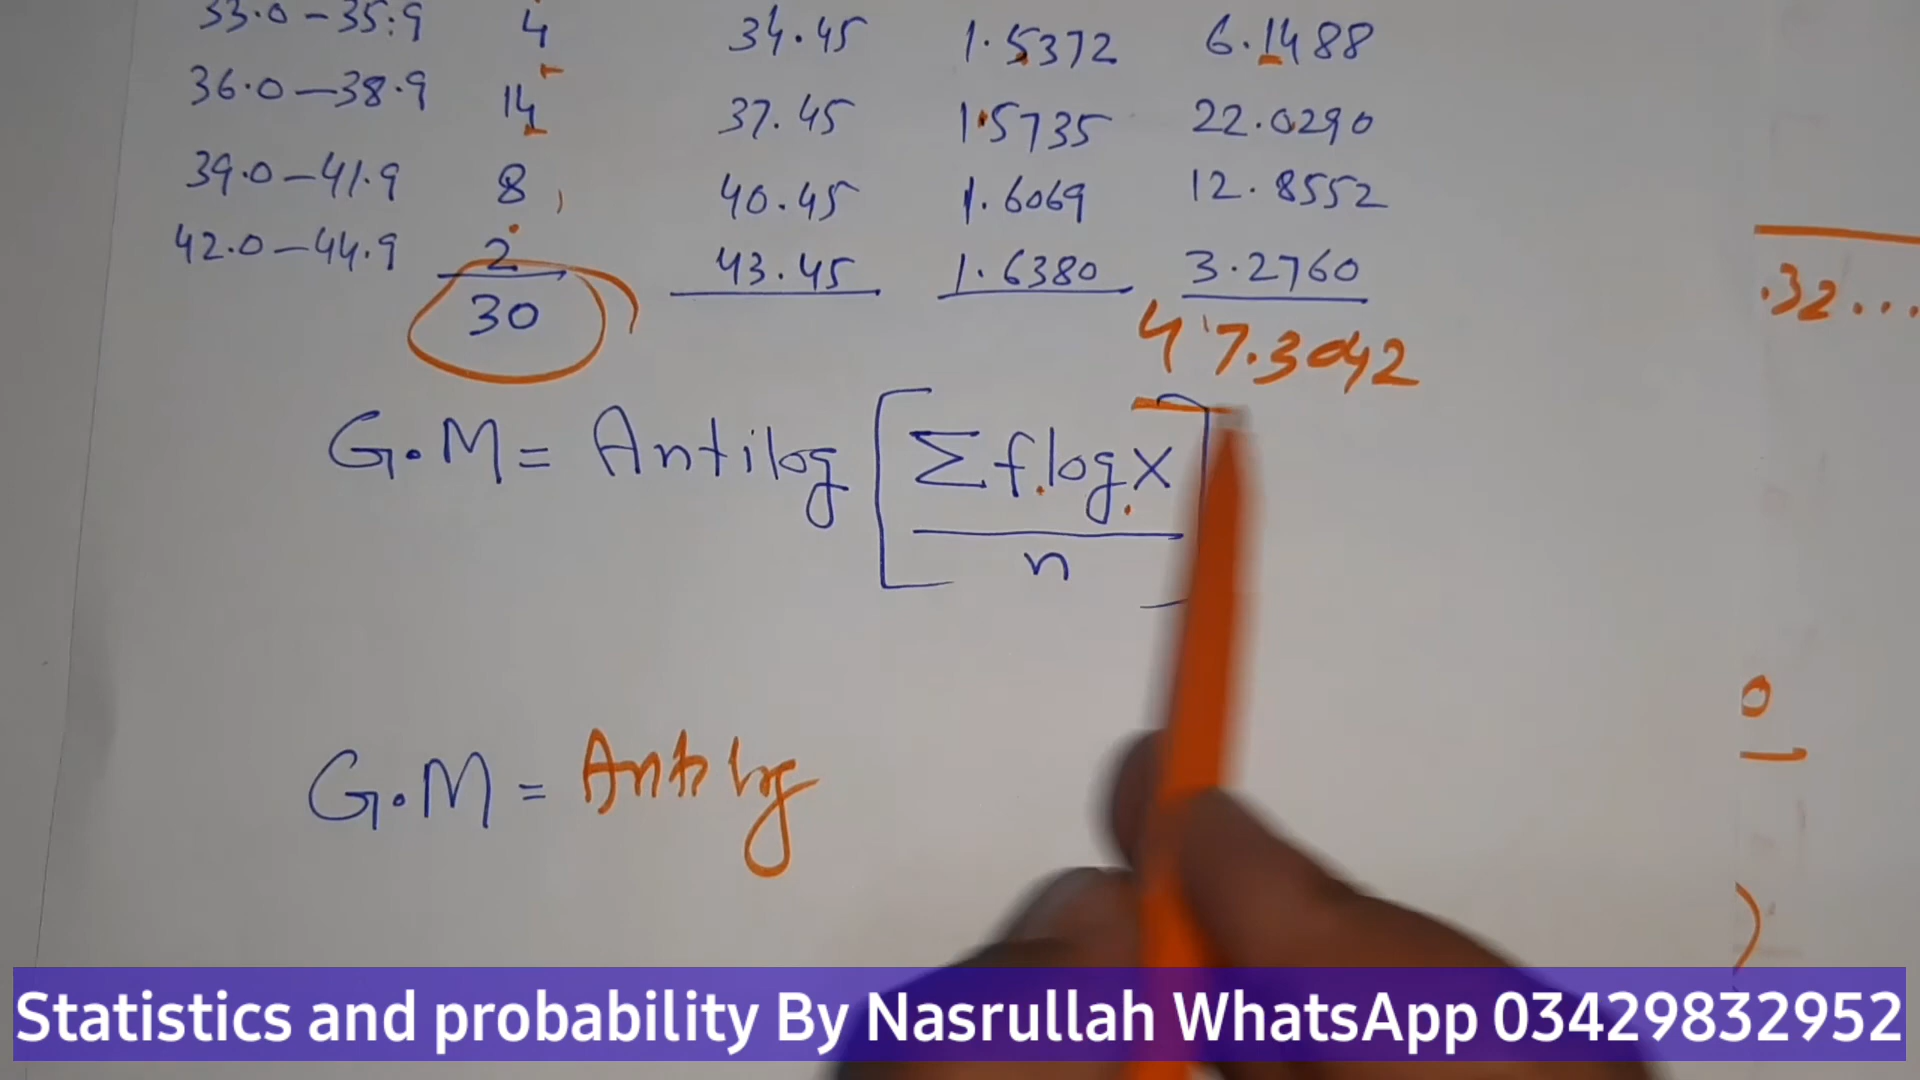 33.0-35.9 4 34.45 1.5372 6.1488
36.0-38.9 14 37.45 1.5735 22.0290
39.0-41.9 8 40.45 1.6069 12.8552
42.0-44.9 2 43.45 1.6380 3.2760
30 47.3042
.32...
G.M = Antilog [Σf.log X
n
0
G.M = Antilog
)
Statistics and probability By Nasrullah WhatsApp 03429832952